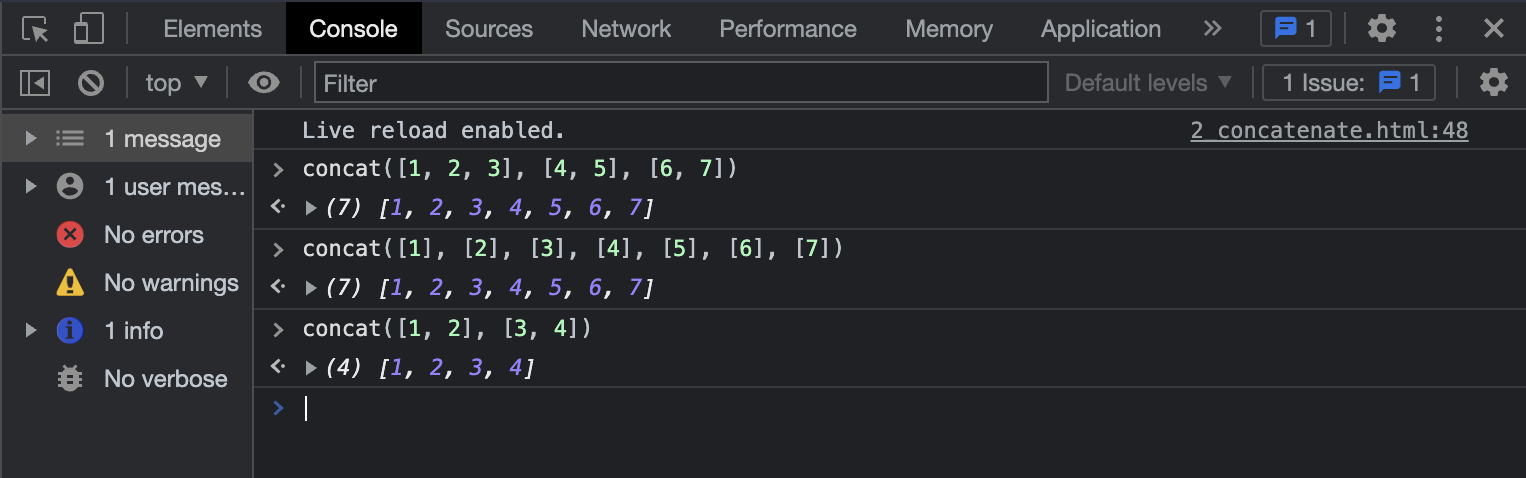 Elements Console Sources Network Performance Memory Application » 1
top ▼ Filter Default levels ▼ 1 Issue: 1
1 message
1 user mes…
No errors
No warnings
1 info
No verbose
Live reload enabled. 2_concatenate.html:48
> concat([1, 2, 3], [4, 5], [6, 7])
(7) [1, 2, 3, 4, 5, 6, 7]
> concat([1], [2], [3], [4], [5], [6], [7])
(7) [1, 2, 3, 4, 5, 6, 7]
> concat([1, 2], [3, 4])
(4) [1, 2, 3, 4]
>